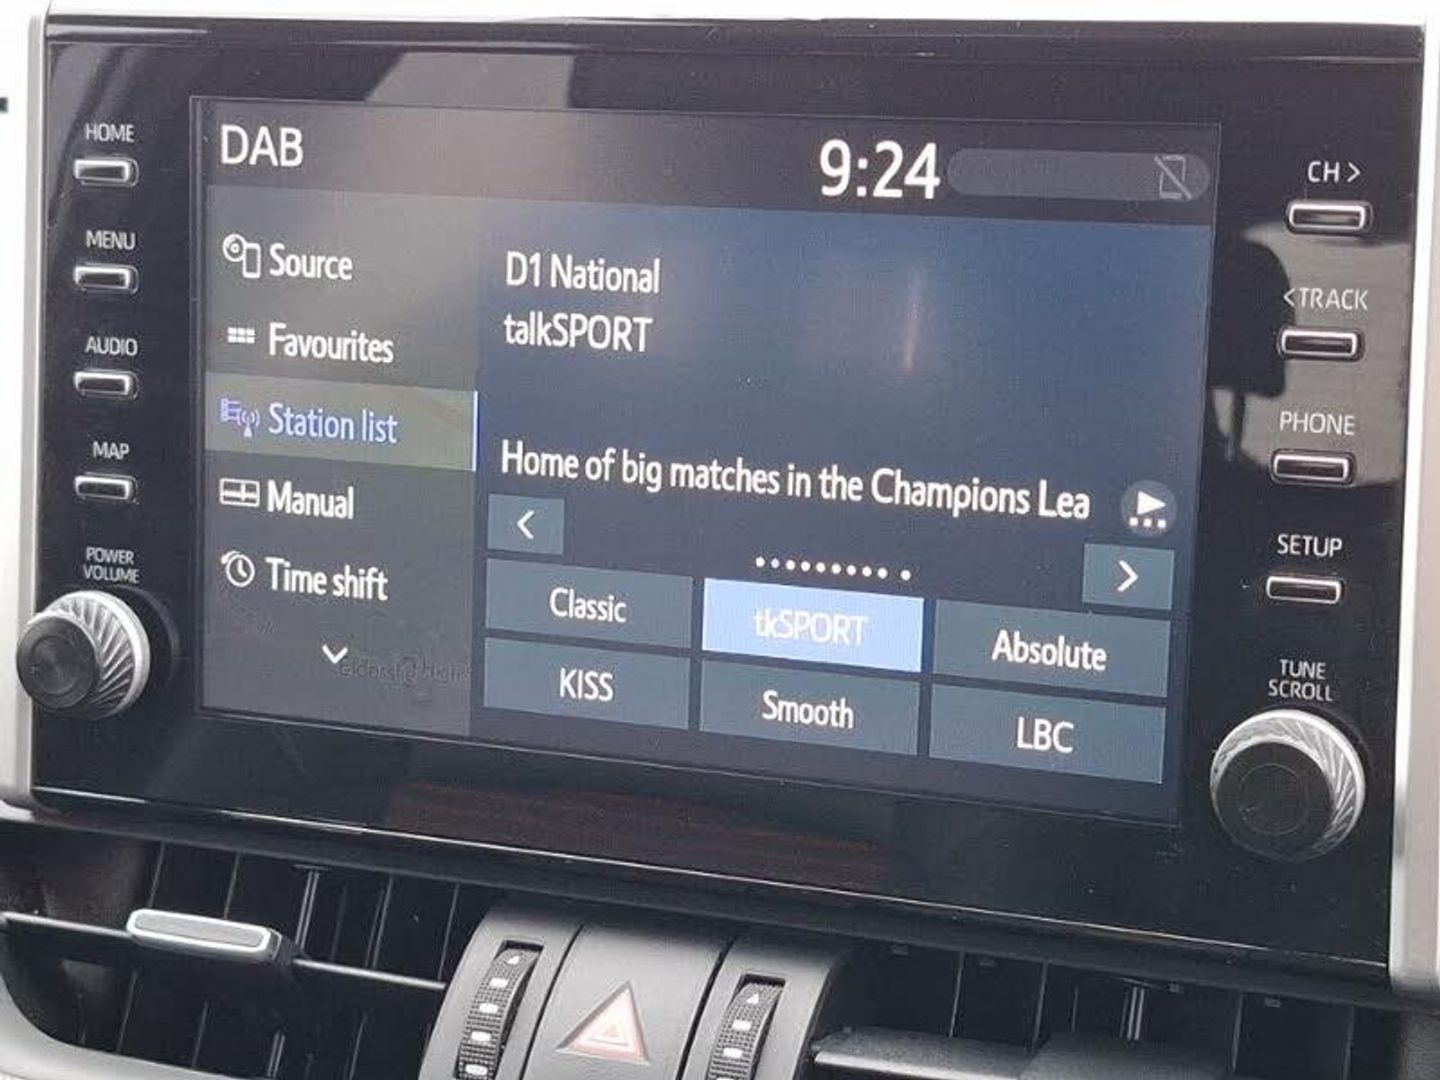 HOME
MENU
AUDIO
MAP
POWER
VOLUME
DAB
9:24
Source
Favourites
Station list
Manual
Time shift
D1 National
talkSPORT
Home of big matches in the Champions Lea
Classic
tkSPORT
Absolute
KISS
Smooth
LBC
CH >
< TRACK
PHONE
SETUP
TUNE
SCROLL